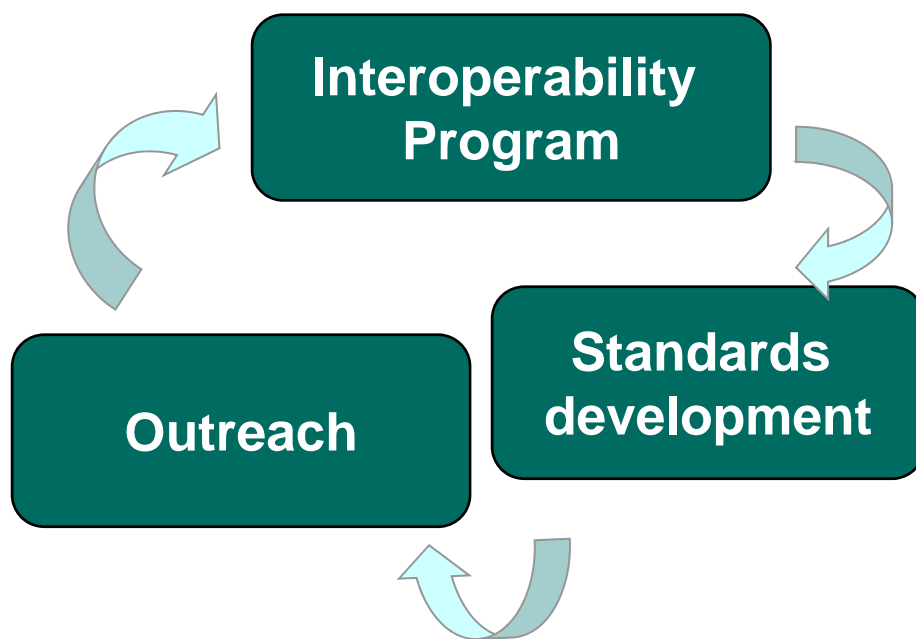 Interoperability
Program
Standards
development
Outreach